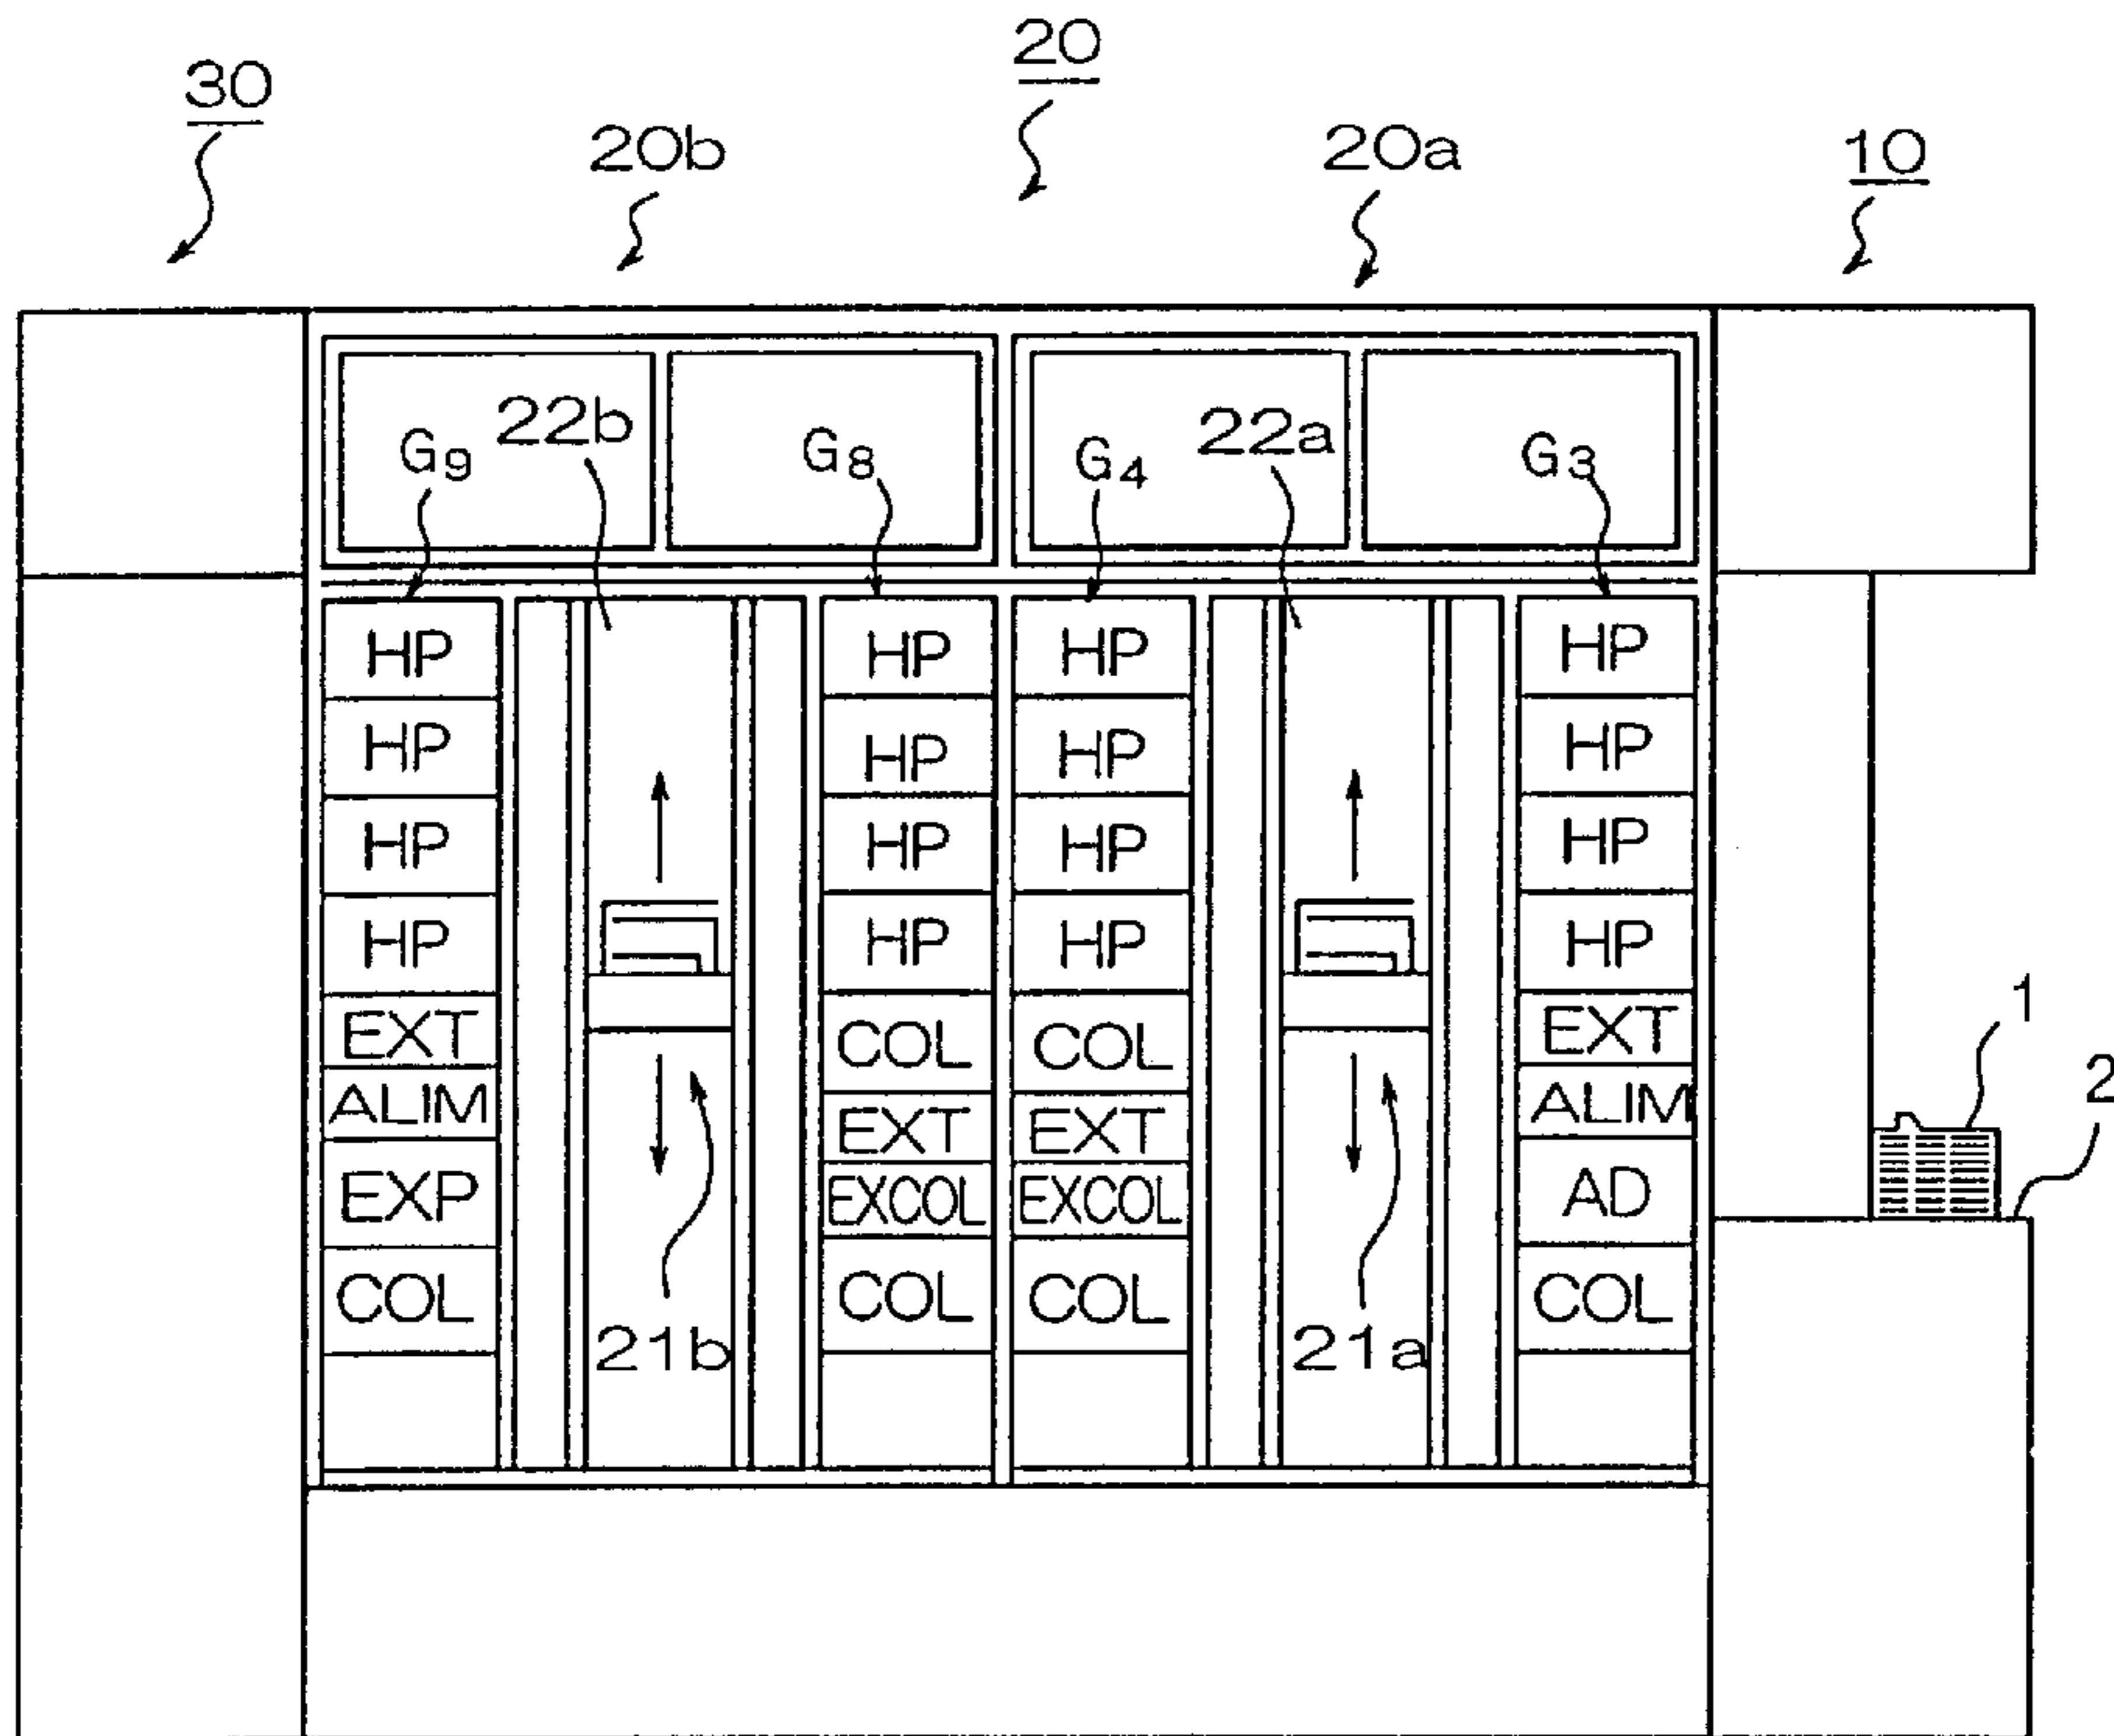 20
30
20b
20a
10
G9
22b
G8
G4
22a
G3
HP HP HP HP
HP HP HP HP
HP HP HP HP
HP HP HP HP
EXT COL COL EXT
1
ALIM EXT EXT ALIM
2
EXP EXCOL EXCOL AD
COL COL COL COL
21b
21a